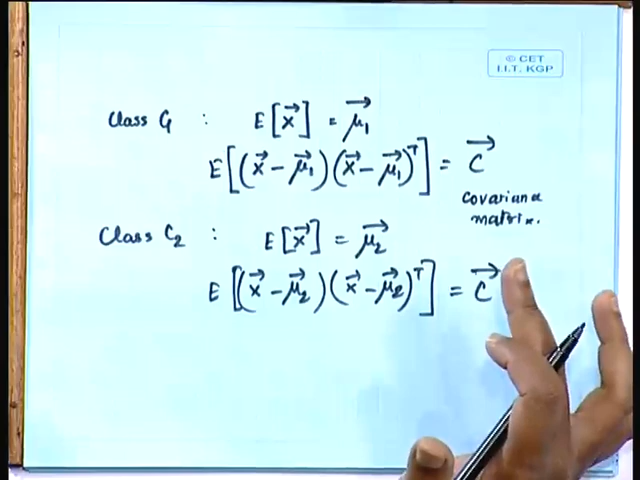 © CET
I.I.T. KGP
Class C₁ : E[x⃗] = μ⃗₁
E[(x⃗ - μ⃗₁)(x⃗ - μ⃗₁)ᵀ] = C⃗
Covariance
matrix.
Class C₂ : E[x⃗] = μ⃗₂
E[(x⃗ - μ⃗₂)(x⃗ - μ⃗₂)ᵀ] = C⃗